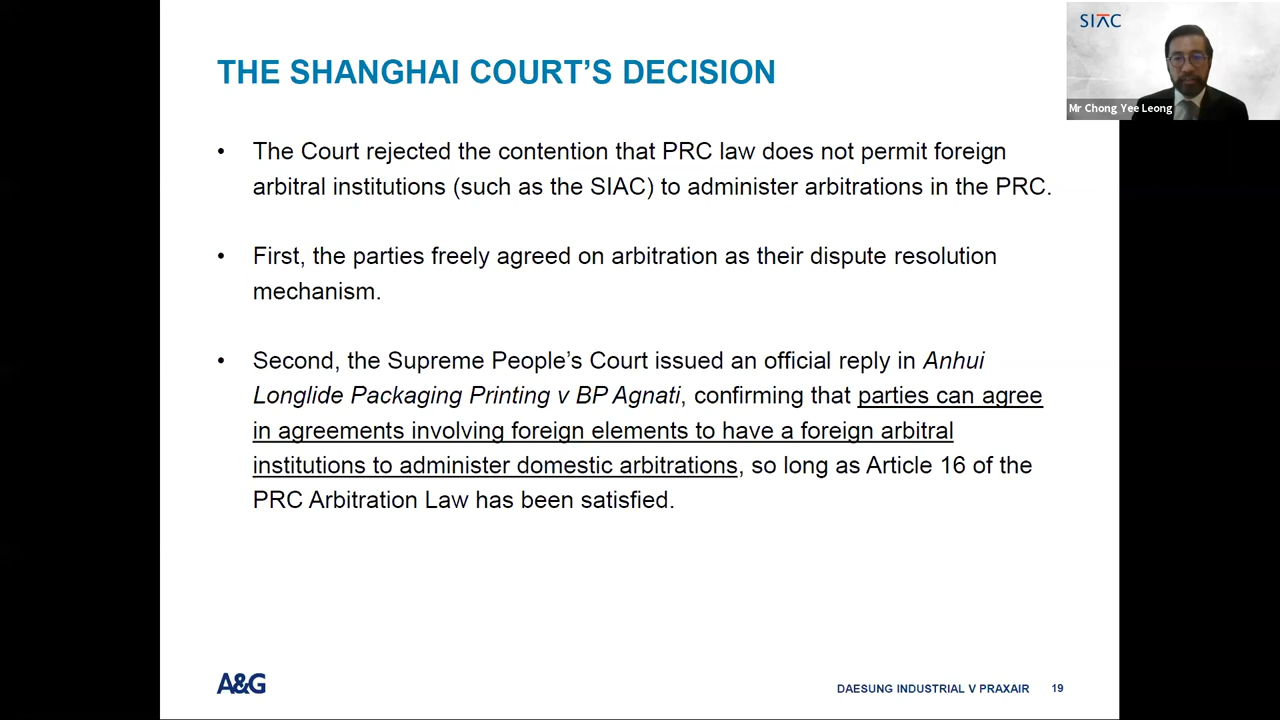 THE SHANGHAI COURT’S DECISION
SIAC
Mr Chong Yee Leong
• The Court rejected the contention that PRC law does not permit foreign
arbitral institutions (such as the SIAC) to administer arbitrations in the PRC.
• First, the parties freely agreed on arbitration as their dispute resolution
mechanism.
• Second, the Supreme People’s Court issued an official reply in Anhui
Longlide Packaging Printing v BP Agnati, confirming that parties can agree
in agreements involving foreign elements to have a foreign arbitral
institutions to administer domestic arbitrations, so long as Article 16 of the
PRC Arbitration Law has been satisfied.
A&G
DAESUNG INDUSTRIAL V PRAXAIR 19